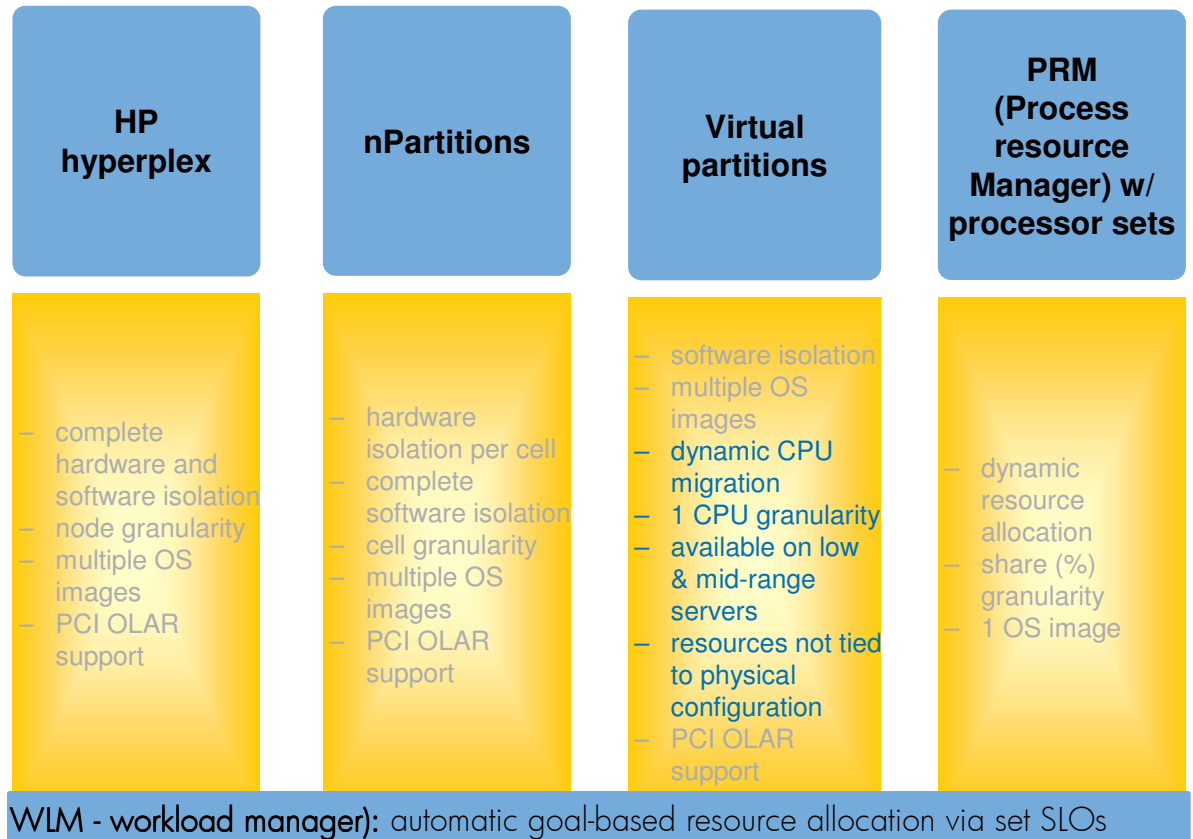 HP
hyperplex
nPartitions
Virtual
partitions
PRM
(Process
resource
Manager) w/
processor sets
– complete
hardware and
software isolation
– node granularity
– multiple OS
images
– PCI OLAR
support
– hardware
isolation per cell
– complete
software isolation
– cell granularity
– multiple OS
images
– PCI OLAR
support
– software isolation
– multiple OS
images
– dynamic CPU
migration
– 1 CPU granularity
– available on low
& mid-range
servers
– resources not tied
to physical
configuration
– PCI OLAR
support
– dynamic
resource
allocation
– share (%)
granularity
– 1 OS image
WLM - workload manager): automatic goal-based resource allocation via set SLOs